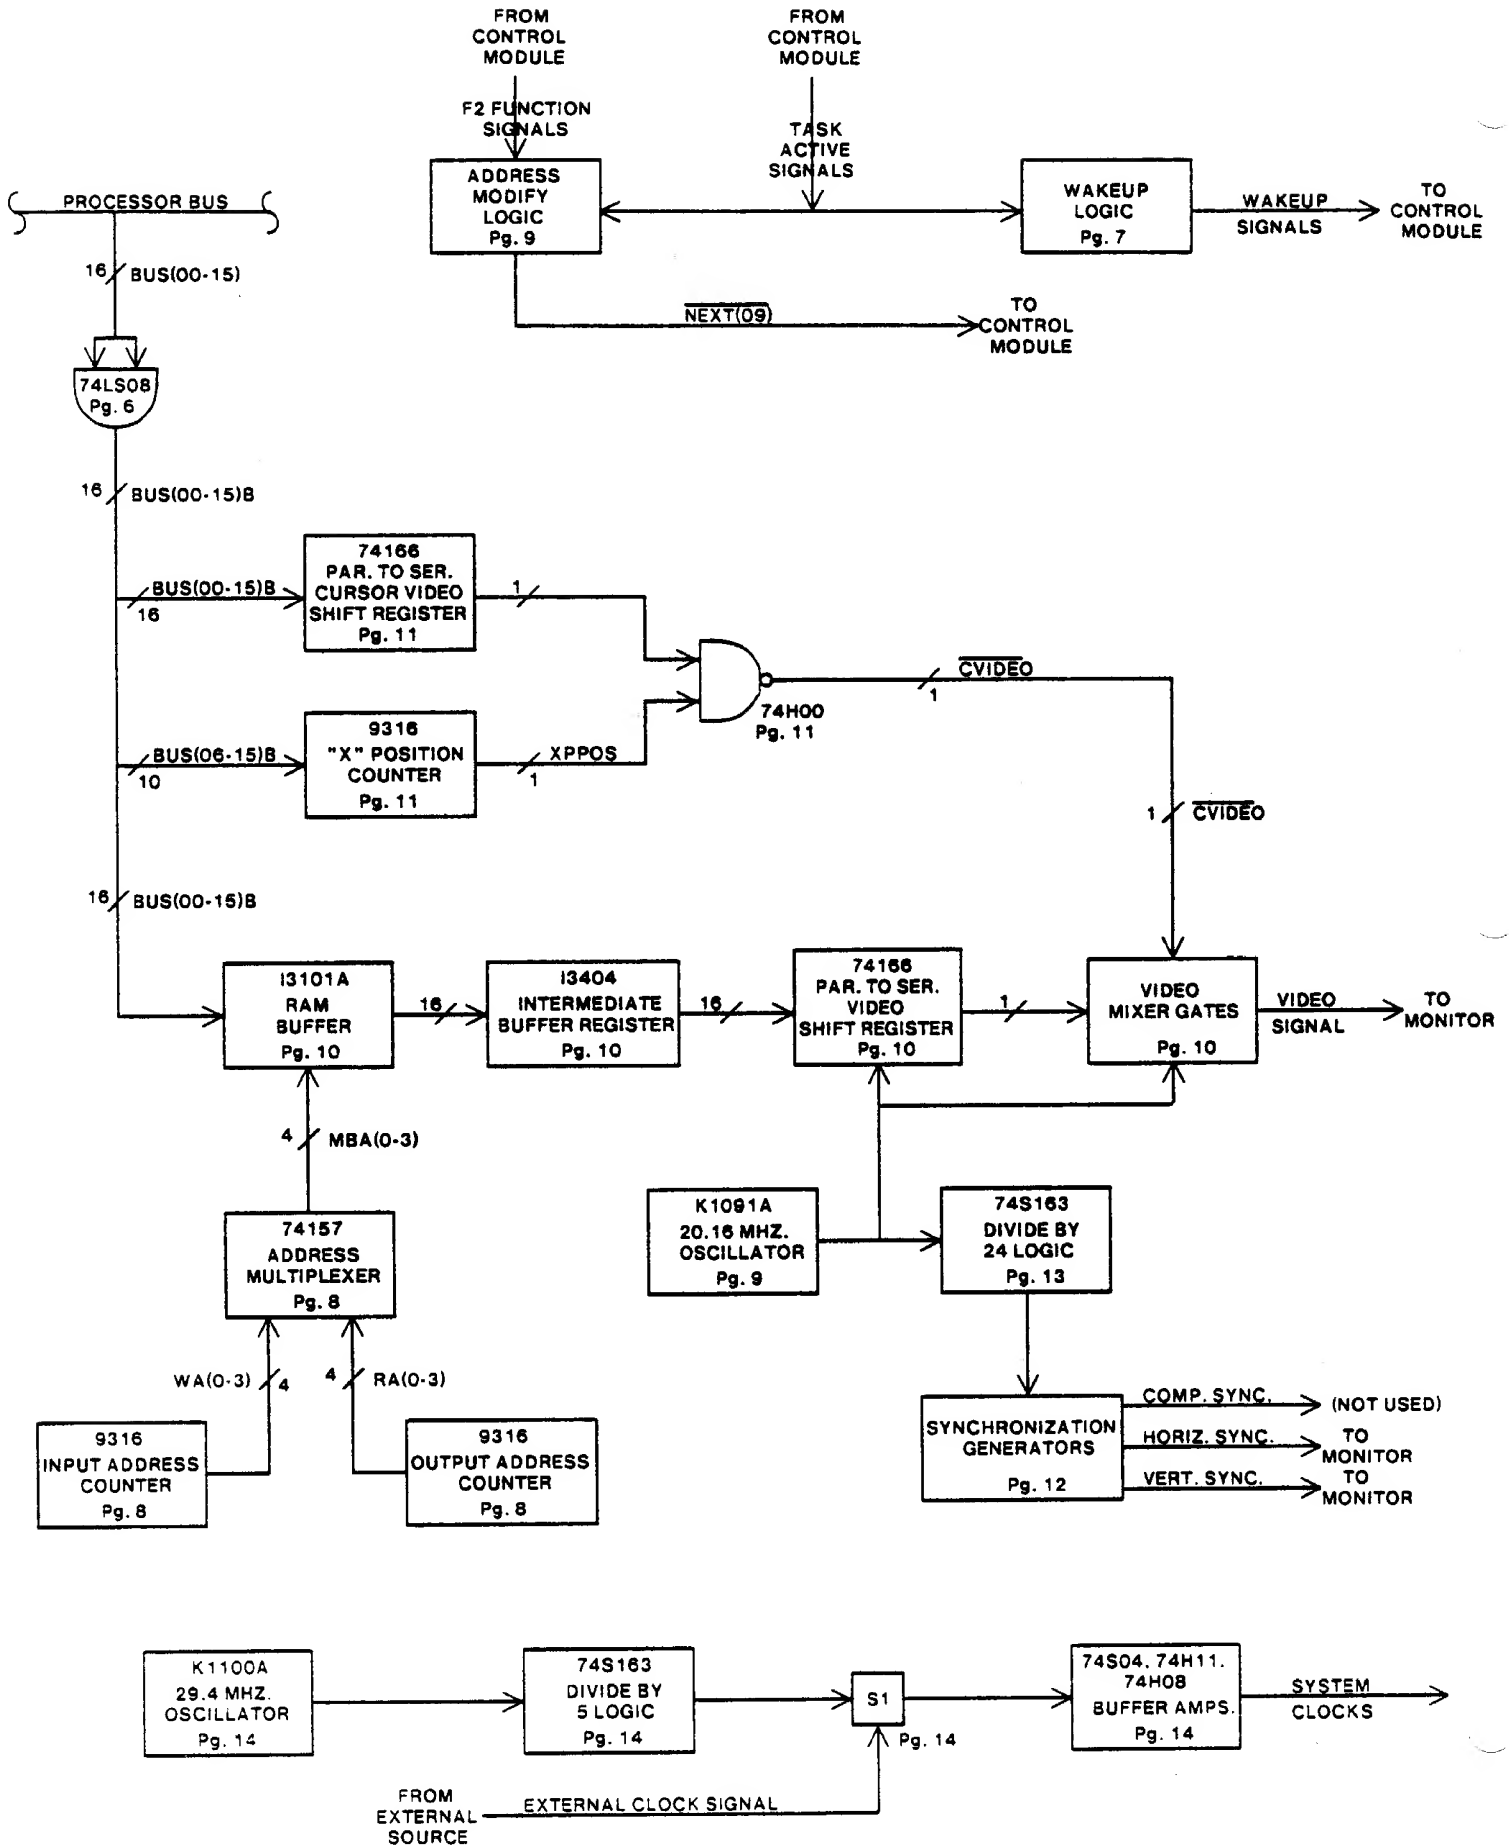 FROM
CONTROL
MODULE
FROM
CONTROL
MODULE
F2 FUNCTION
SIGNALS
TASK
ACTIVE
SIGNALS
ADDRESS
MODIFY
LOGIC
Pg. 9
WAKEUP
LOGIC
Pg. 7
WAKEUP
SIGNALS
TO
CONTROL
MODULE
PROCESSOR BUS
16
BUS(00-15)
NEXT(09)
TO
CONTROL
MODULE
74LS08
Pg. 6
16
BUS(00-15)B
BUS(00-15)B
16
74166
PAR. TO SER.
CURSOR VIDEO
SHIFT REGISTER
Pg. 11
1
BUS(06-15)B
10
9316
"X" POSITION
COUNTER
Pg. 11
XPPOS
1
74H00
Pg. 11
CVIDEO
1
1
CVIDEO
16
BUS(00-15)B
I3101A
RAM
BUFFER
Pg. 10
16
I3404
INTERMEDIATE
BUFFER REGISTER
Pg. 10
16
74166
PAR. TO SER.
VIDEO
SHIFT REGISTER
Pg. 10
1
VIDEO
MIXER GATES
Pg. 10
VIDEO
SIGNAL
TO
MONITOR
4
MBA(0-3)
74157
ADDRESS
MULTIPLEXER
Pg. 8
K1091A
20.16 MHZ.
OSCILLATOR
Pg. 9
74S163
DIVIDE BY
24 LOGIC
Pg. 13
WA(0-3)
4
4
RA(0-3)
9316
INPUT ADDRESS
COUNTER
Pg. 8
9316
OUTPUT ADDRESS
COUNTER
Pg. 8
SYNCHRONIZATION
GENERATORS
Pg. 12
COMP. SYNC.
(NOT USED)
HORIZ. SYNC.
TO
MONITOR
VERT. SYNC.
TO
MONITOR
K1100A
29.4 MHZ.
OSCILLATOR
Pg. 14
74S163
DIVIDE BY
5 LOGIC
Pg. 14
S1
Pg. 14
74S04, 74H11,
74H08
BUFFER AMPS.
Pg. 14
SYSTEM
CLOCKS
FROM
EXTERNAL
SOURCE
EXTERNAL CLOCK SIGNAL